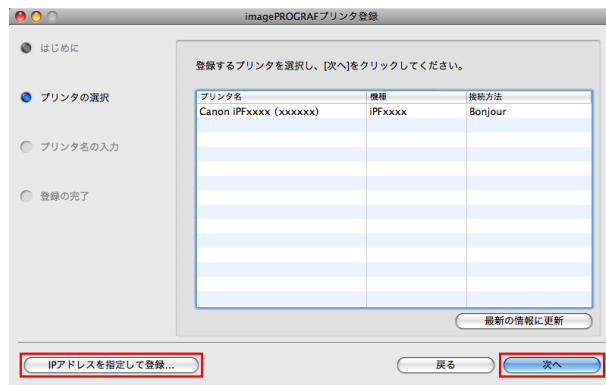 imagePROGRAFプリンタ登録
はじめに
登録するプリンタを選択し、[次へ]をクリックしてください。
プリンタの選択
プリンタ名 機種 接続方法
Canon iPFxxxx (xxxxxx) iPFxxxx Bonjour
プリンタ名の入力
登録の完了
最新の情報に更新
IPアドレスを指定して登録... 戻る 次へ